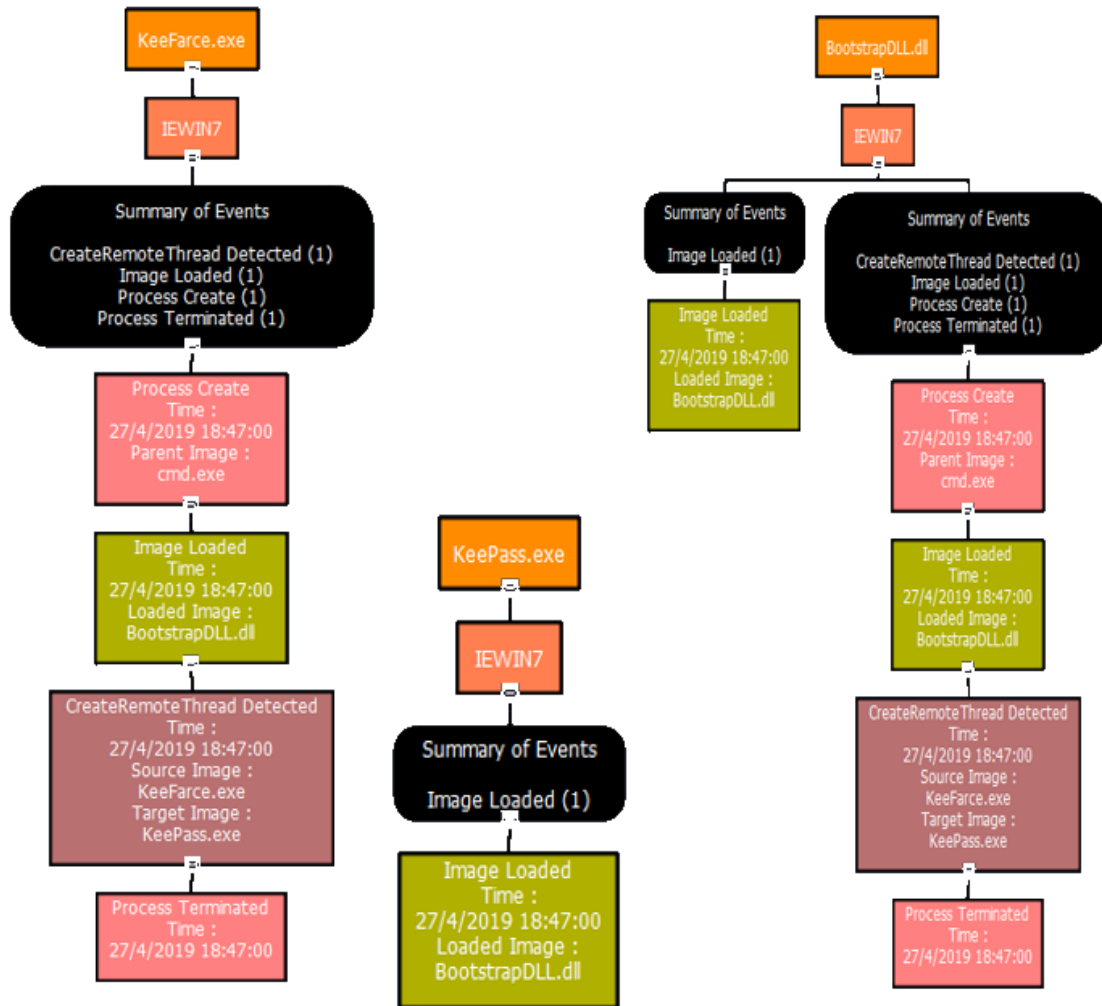 KeeFarce.exe
IEWIN7
Summary of Events
CreateRemoteThread Detected (1)
Image Loaded (1)
Process Create (1)
Process Terminated (1)
Process Create
Time :
27/4/2019 18:47:00
Parent Image :
cmd.exe
Image Loaded
Time :
27/4/2019 18:47:00
Loaded Image :
BootstrapDLL.dll
CreateRemoteThread Detected
Time :
27/4/2019 18:47:00
Source Image :
KeeFarce.exe
Target Image :
KeePass.exe
Process Terminated
Time :
27/4/2019 18:47:00
KeePass.exe
IEWIN7
Summary of Events
Image Loaded (1)
Image Loaded
Time :
27/4/2019 18:47:00
Loaded Image :
BootstrapDLL.dll
BootstrapDLL.dll
IEWIN7
Summary of Events
Image Loaded (1)
Image Loaded
Time :
27/4/2019 18:47:00
Loaded Image :
BootstrapDLL.dll
Summary of Events
CreateRemoteThread Detected (1)
Image Loaded (1)
Process Create (1)
Process Terminated (1)
Process Create
Time :
27/4/2019 18:47:00
Parent Image :
cmd.exe
Image Loaded
Time :
27/4/2019 18:47:00
Loaded Image :
BootstrapDLL.dll
CreateRemoteThread Detected
Time :
27/4/2019 18:47:00
Source Image :
KeeFarce.exe
Target Image :
KeePass.exe
Process Terminated
Time :
27/4/2019 18:47:00